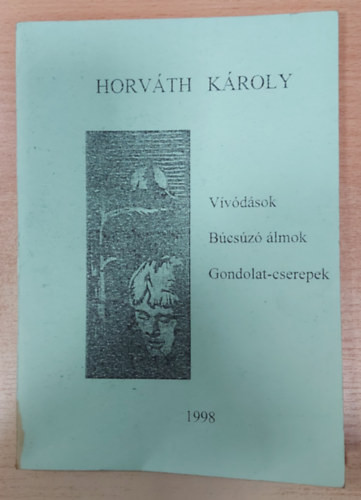 HORVÁTH KÁROLY
Vívódások
Búcsúzó álmok
Gondolat-cserepek
1998